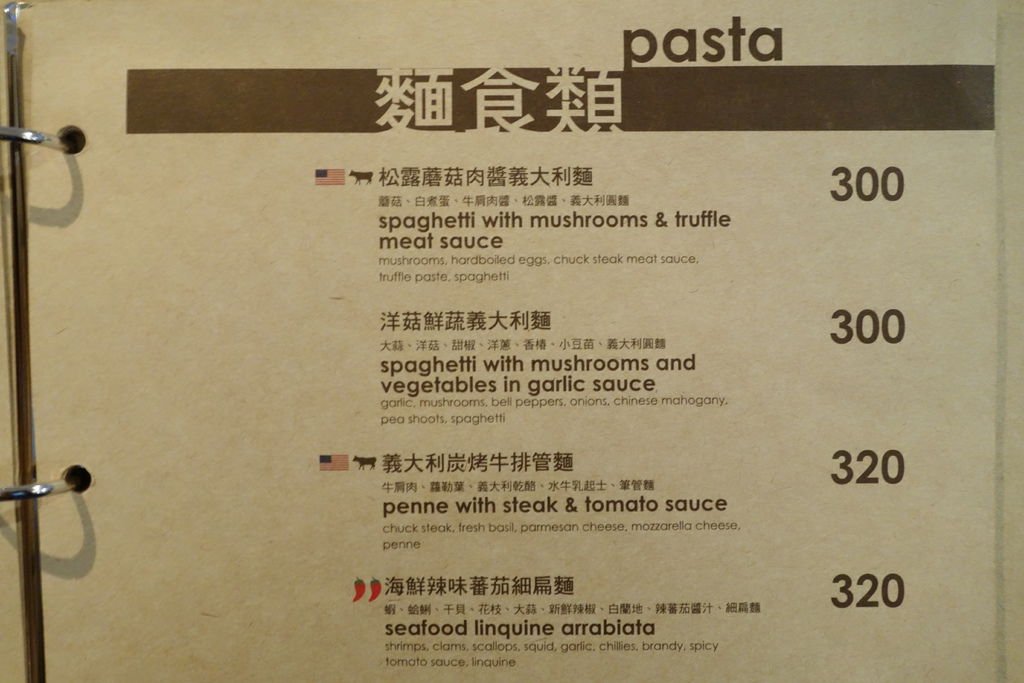 pasta
麵食類
松露蘑菇肉醬義大利麵 300
蘑菇、白煮蛋、牛肩肉醬、松露醬、義大利圓麵
spaghetti with mushrooms & truffle
meat sauce
mushrooms, hardboiled eggs, chuck steak meat sauce,
truffle paste, spaghetti
洋菇鮮蔬義大利麵 300
大蒜、洋菇、甜椒、洋蔥、香椿、小豆苗、義大利圓麵
spaghetti with mushrooms and
vegetables in garlic sauce
garlic, mushrooms, bell peppers, onions, chinese mahogany,
pea shoots, spaghetti
義大利炭烤牛排管麵 320
牛肩肉、蘿勒葉、義大利乾酪、水牛乳起士、筆管麵
penne with steak & tomato sauce
chuck steak, fresh basil, parmesan cheese, mozzarella cheese,
penne
海鮮辣味蕃茄細扁麵 320
蝦、蛤蜊、干貝、花枝、大蒜、新鮮辣椒、白蘭地、辣蕃茄醬汁、細扁麵
seafood linquine arrabiata
shrimps, clams, scallops, squid, garlic, chillies, brandy, spicy
tomato sauce, linquine